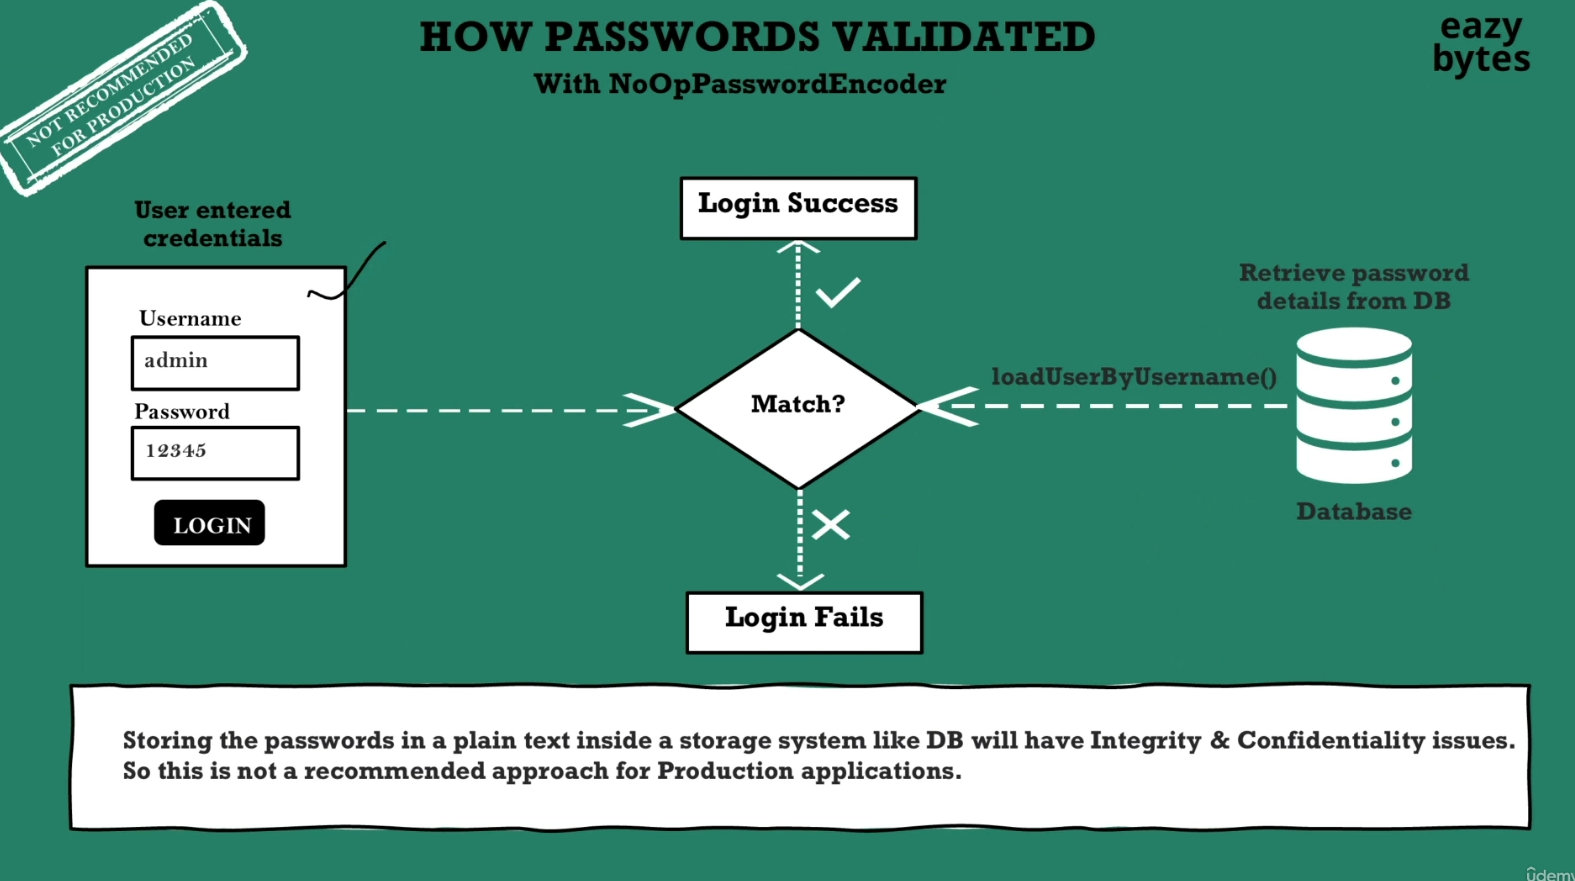 HOW PASSWORDS VALIDATED
With NoOpPasswordEncoder
eazy
bytes
NOT RECOMMENDED
FOR PRODUCTION
User entered
credentials
Username
admin
Password
12345
LOGIN
Login Success
Match?
Login Fails
loadUserByUsername()
Retrieve password
details from DB
Database
Storing the passwords in a plain text inside a storage system like DB will have Integrity & Confidentiality issues.
So this is not a recommended approach for Production applications.
ûdemy